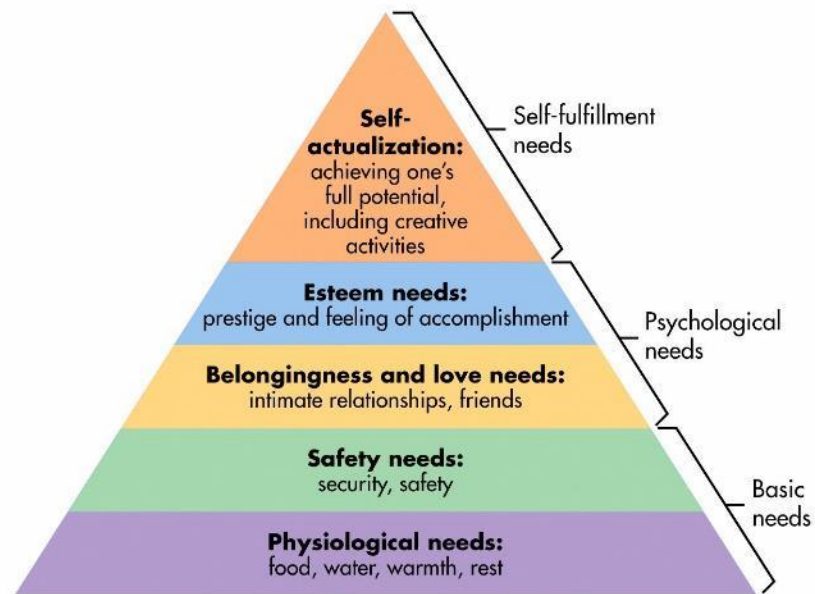 Self-
actualization:
achieving one's
full potential,
including creative
activities
Self-fulfillment
needs
Esteem needs:
prestige and feeling of accomplishment
Psychological
needs
Belongingness and love needs:
intimate relationships, friends
Safety needs:
security, safety
Basic
needs
Physiological needs:
food, water, warmth, rest